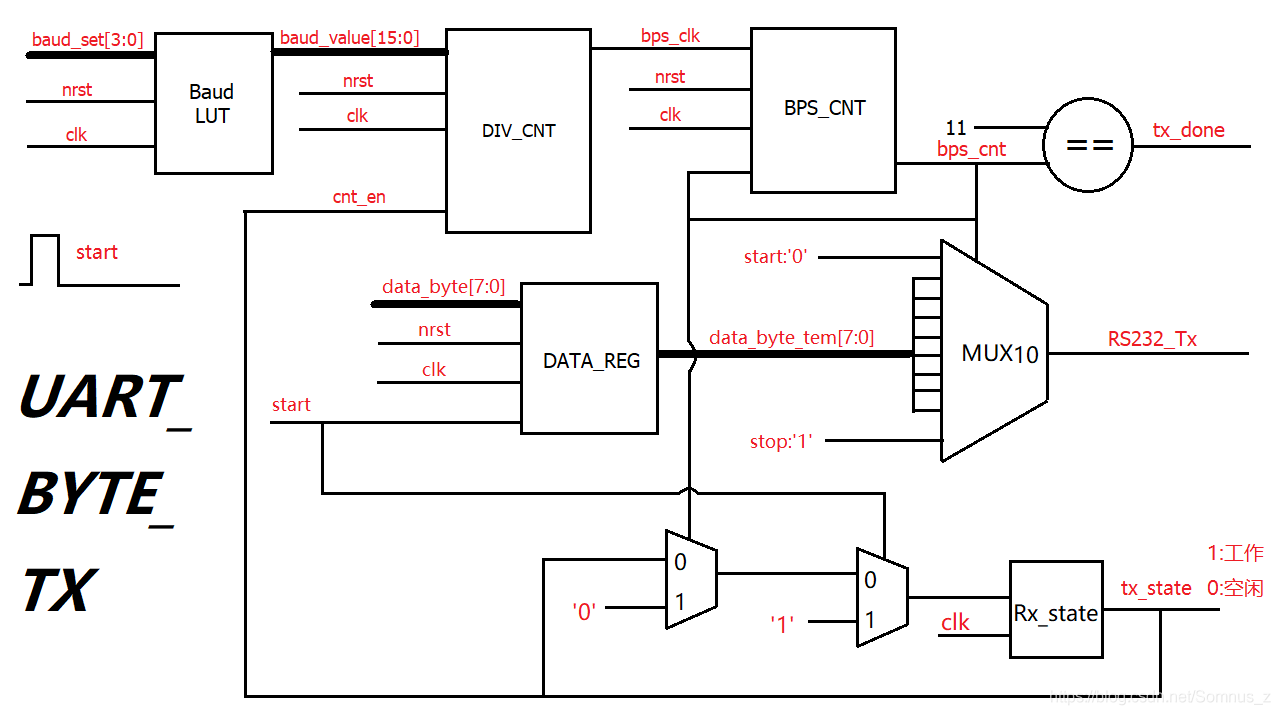 baud_set[3:0]
nrst
clk
Baud
LUT
baud_value[15:0]
nrst
clk
cnt_en
DIV_CNT
bps_clk
nrst
clk
BPS_CNT
11
bps_cnt
==
tx_done
start
data_byte[7:0]
nrst
clk
start
DATA_REG
data_byte_tem[7:0]
start:'0'
stop:'1'
MUX10
RS232_Tx
UART_
BYTE_
TX
0
1
'0'
0
1
'1'
clk
Rx_state
tx_state
1:工作
0:空闲
https://blog.csdn.net/Somnus_z